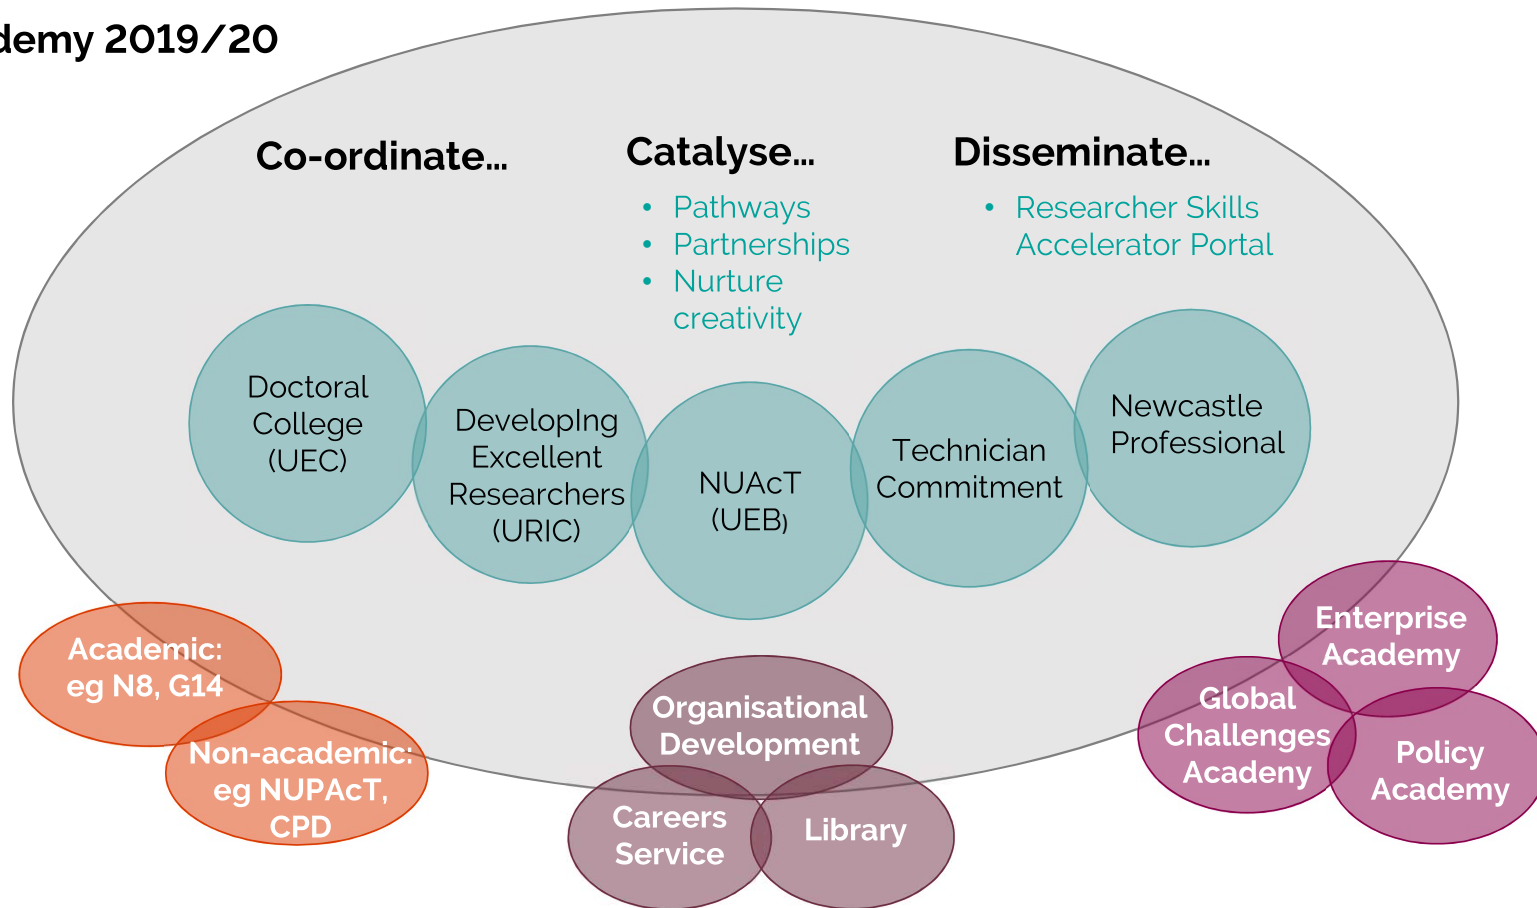 demy 2019/20
Co-ordinate...
Catalyse...
• Pathways
• Partnerships
• Nurture
creativity
Disseminate...
• Researcher Skills
Accelerator Portal
Doctoral
College
(UEC)
DevelopIng
Excellent
Researchers
(URIC)
NUAcT
(UEB)
Technician
Commitment
Newcastle
Professional
Academic:
eg N8, G14
Non-academic:
eg NUPAcT,
CPD
Organisational
Development
Careers
Service
Library
Enterprise
Academy
Global
Challenges
Acadeny
Policy
Academy